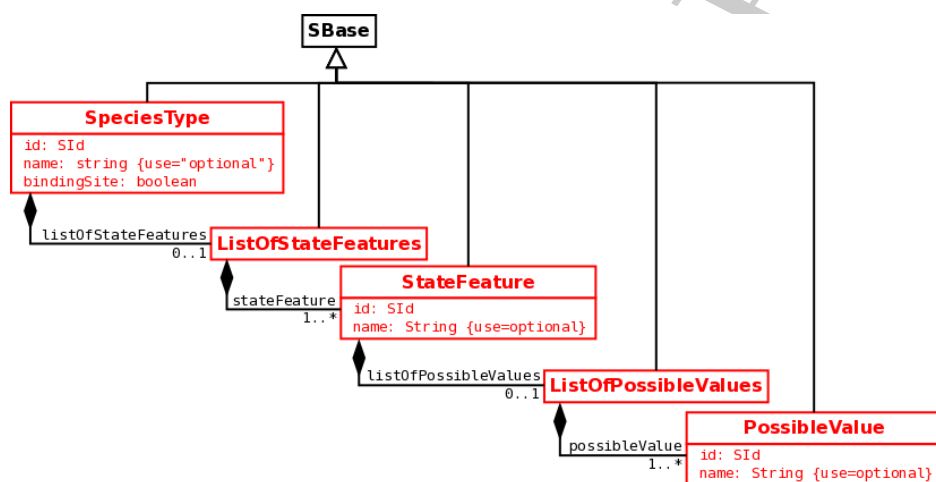 SBase
SpeciesType
id: SId
name: string {use="optional"}
bindingSite: boolean
listOfStateFeatures
0..1
ListOfStateFeatures
stateFeature
1..*
StateFeature
id: SId
name: String {use=optional}
listOfPossibleValues
0..1
ListOfPossibleValues
possibleValue
1..*
PossibleValue
id: SId
name: String {use=optional}